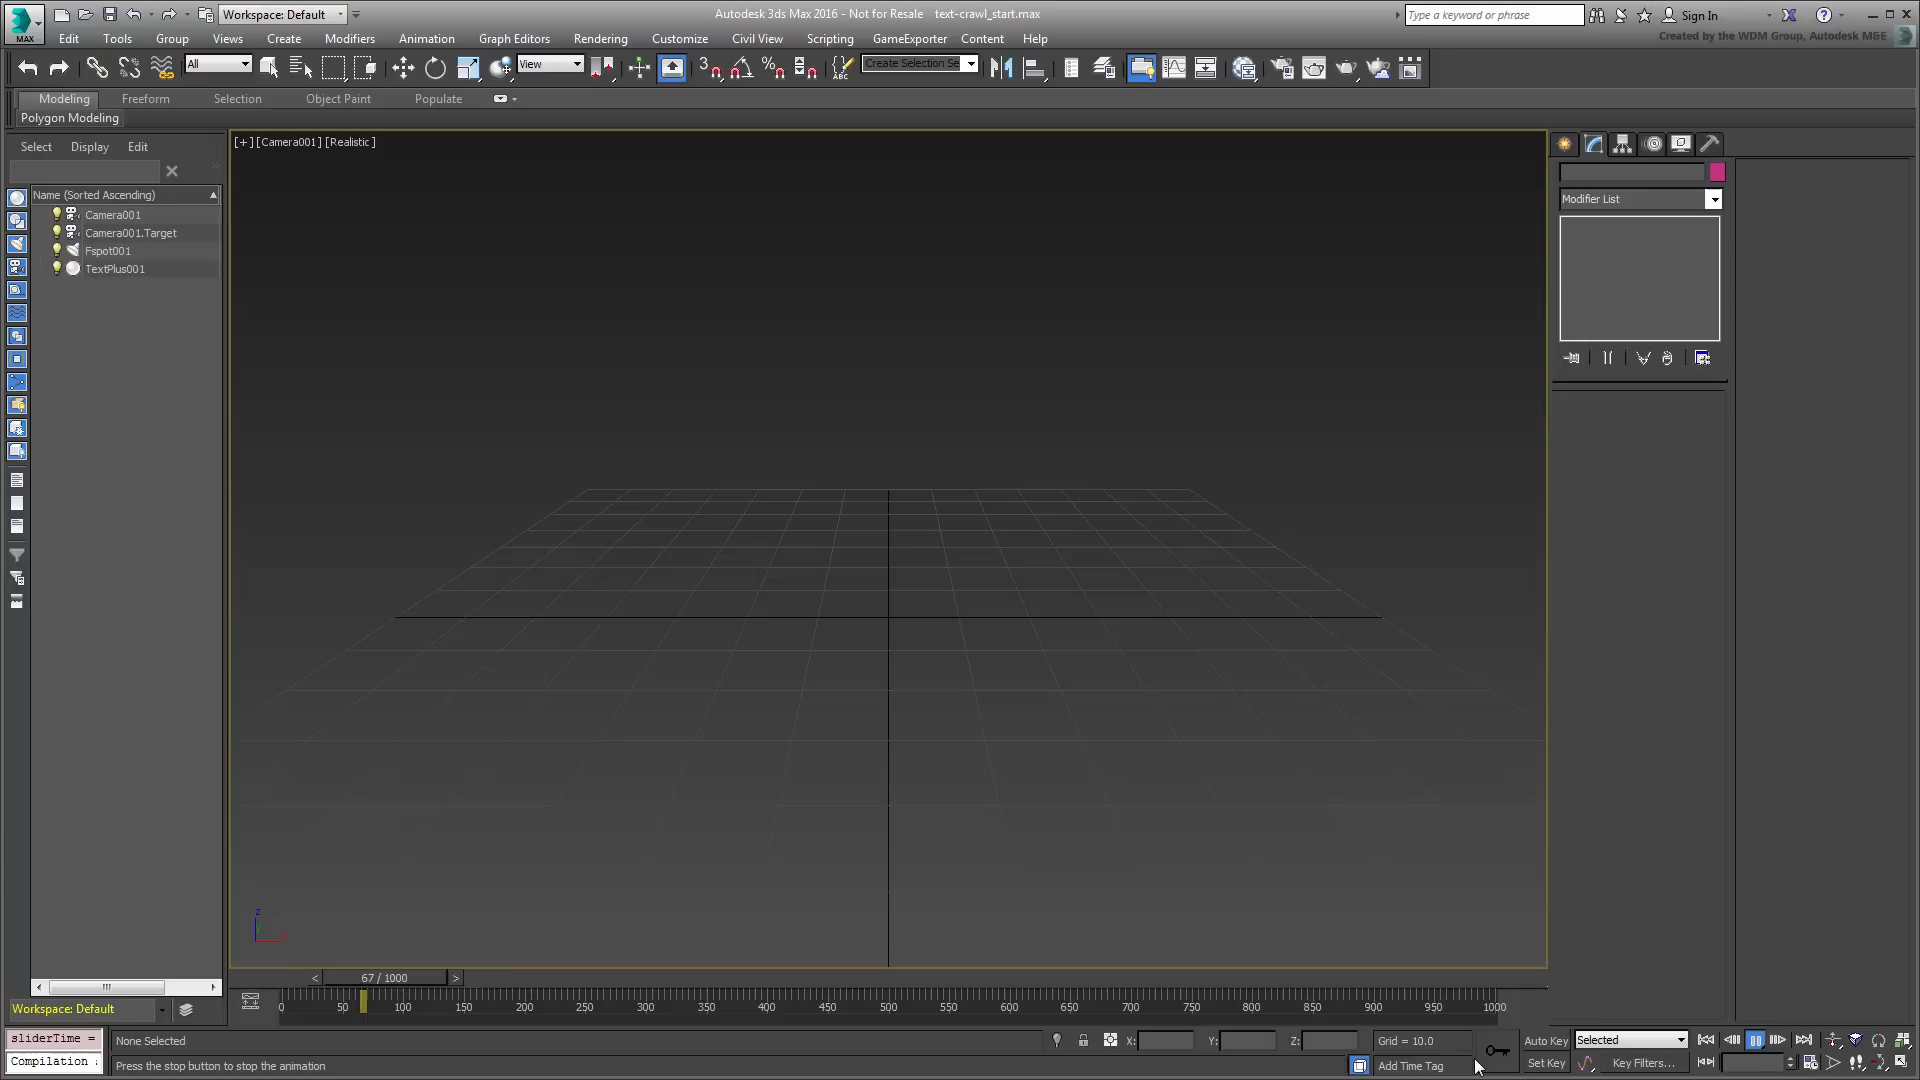 Workspace: Default
Autodesk 3ds Max 2016 - Not for Resale   text-crawl_start.max
Type a keyword or phrase
Sign In
MAX
Edit
Tools
Group
Views
Create
Modifiers
Animation
Graph Editors
Rendering
Customize
Civil View
Scripting
GameExporter
Content
Help
Created by the WDM Group, Autodesk M&E
All
View
3
ABC
Create Selection Se
Modeling
Freeform
Selection
Object Paint
Populate
Polygon Modeling
Select
Display
Edit
[+] [Camera001] [Realistic]
Name (Sorted Ascending)
Camera001
Camera001.Target
Fspot001
TextPlus001
Modifier List
z
67 / 1000
0 50 100 150 200 250 300 350 400 450 500 550 600 650 700 750 800 850 900 950 1000
Workspace: Default
sliderTime =
None Selected
X:
Y:
Z:
Grid = 10.0
Auto Key
Selected
Compilation
Press the stop button to stop the animation
Add Time Tag
Set Key
Key Filters...